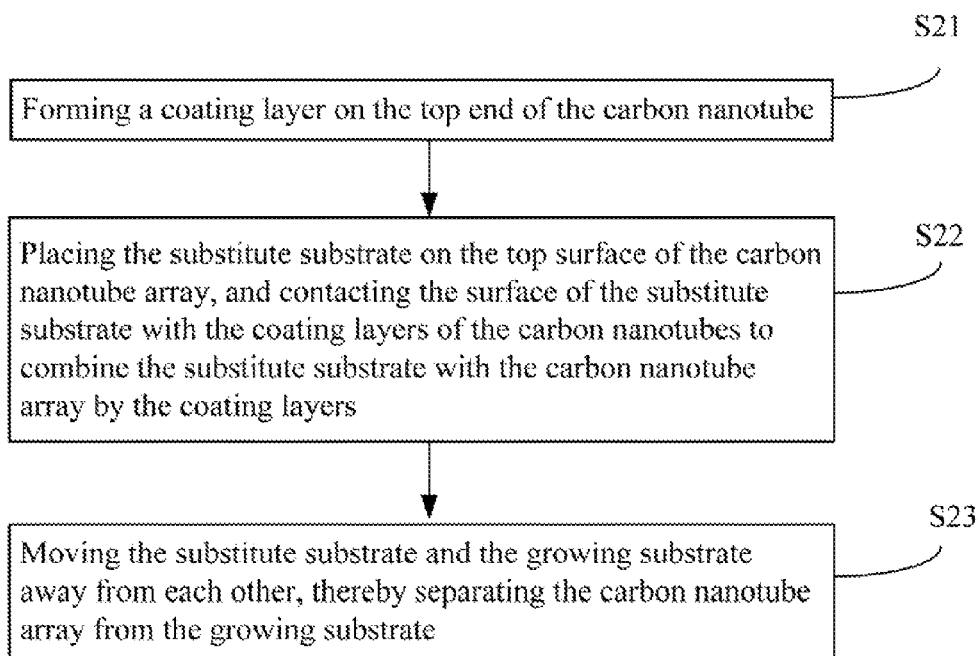 S21
Forming a coating layer on the top end of the carbon nanotube
S22
Placing the substitute substrate on the top surface of the carbon
nanotube array, and contacting the surface of the substitute
substrate with the coating layers of the carbon nanotubes to
combine the substitute substrate with the carbon nanotube
array by the coating layers
S23
Moving the substitute substrate and the growing substrate
away from each other, thereby separating the carbon nanotube
array from the growing substrate